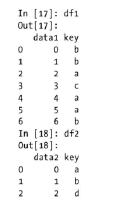 In [17]: df1
Out[17]:
data1 key
0 0 b
1 1 b
2 2 a
3 3 c
4 4 a
5 5 a
6 6 b
In [18]: df2
Out[18]:
data2 key
0 0 a
1 1 b
2 2 d